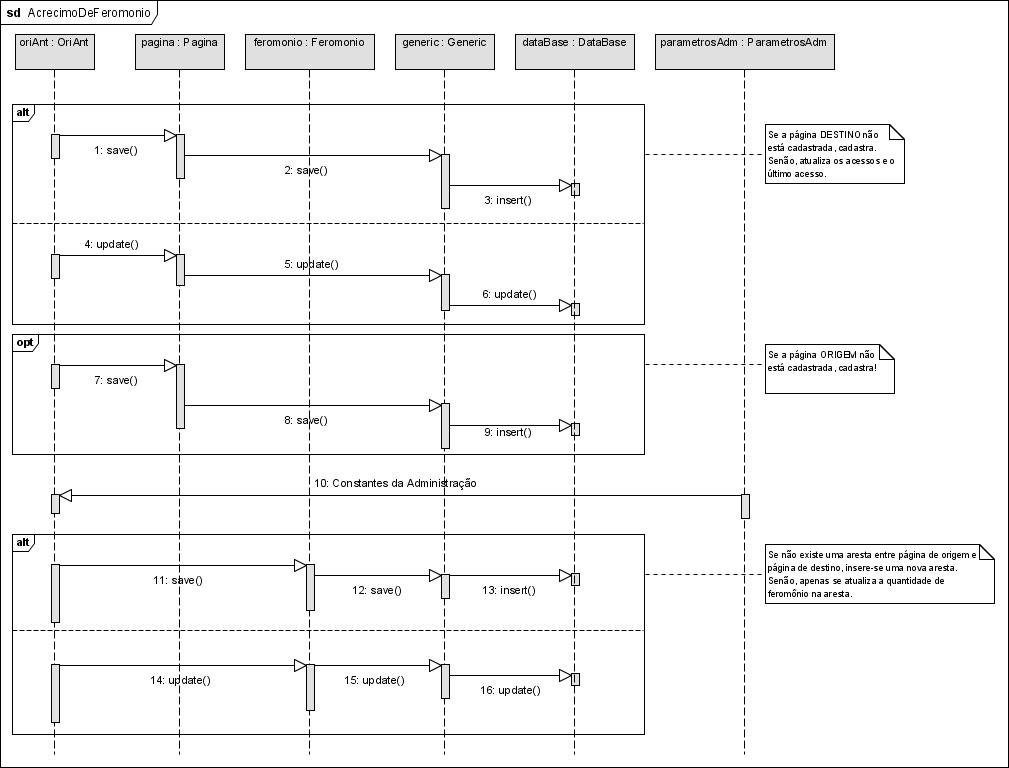 sd AcrecimoDeFeromonio
oriAnt : OriAnt
pagina : Pagina
feromonio : Feromonio
generic : Generic
dataBase : DataBase
parametrosAdm : ParametrosAdm
alt
1: save()
2: save()
3: insert()
Se a página DESTINO não
está cadastrada, cadastra.
Senão, atualiza os acessos e o
último acesso.
4: update()
5: update()
6: update()
opt
7: save()
8: save()
9: insert()
Se a página ORIGEM não
está cadastrada, cadastra!
10: Constantes da Administração
alt
11: save()
12: save()
13: insert()
Se não existe uma aresta entre página de origem e
página de destino, insere-se uma nova aresta.
Senão, apenas se atualiza a quantidade de
feromônio na aresta.
14: update()
15: update()
16: update()